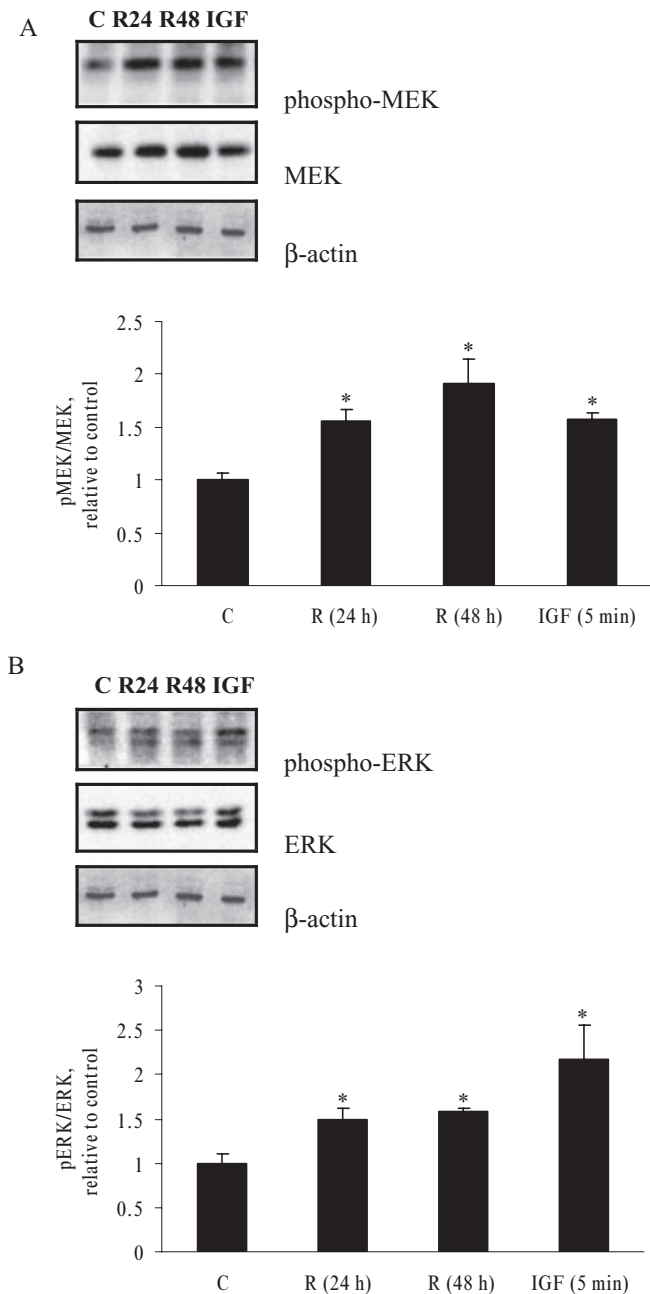 A
C R24 R48 IGF
phospho-MEK
MEK
β-actin
pMEK/MEK,
relative to control
2.5
2
1.5
1
0.5
0
*
*
*
C
R (24 h)
R (48 h)
IGF (5 min)
B
C R24 R48 IGF
phospho-ERK
ERK
β-actin
pERK/ERK,
relative to control
3
2.5
2
1.5
1
0.5
0
*
*
*
C
R (24 h)
R (48 h)
IGF (5 min)